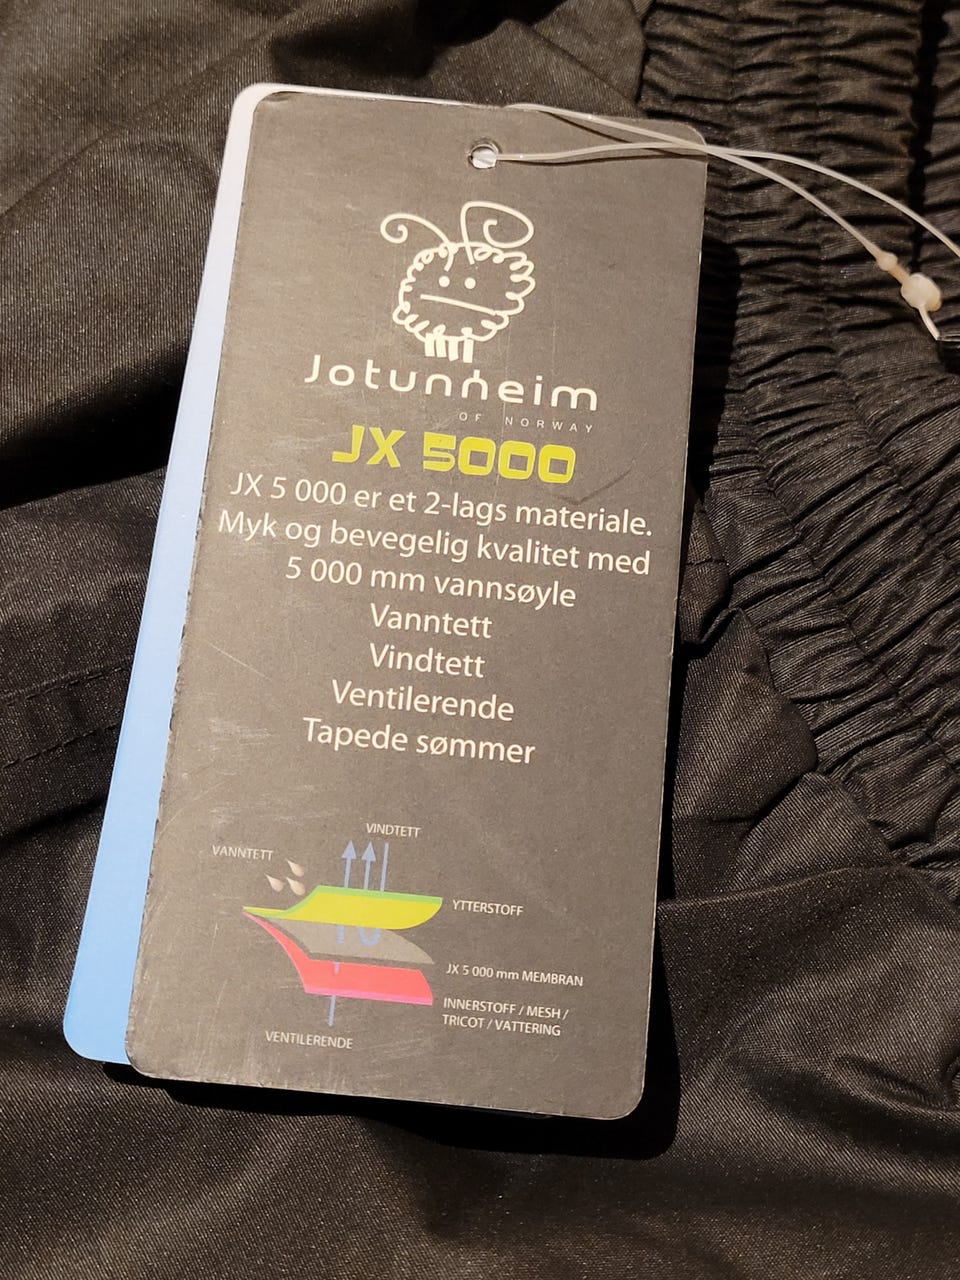 Jotunheim
OF NORWAY
JX 5000
JX 5 000 er et 2-lags materiale.
Myk og bevegelig kvalitet med
5 000 mm vannsøyle
Vanntett
Vindtett
Ventilerende
Tapede sømmer
VINDTETT
VANNTETT
YTTERSTOFF
JX 5 000 mm MEMBRAN
INNERSTOFF / MESH /
TRICOT / VATTERING
VENTILERENDE